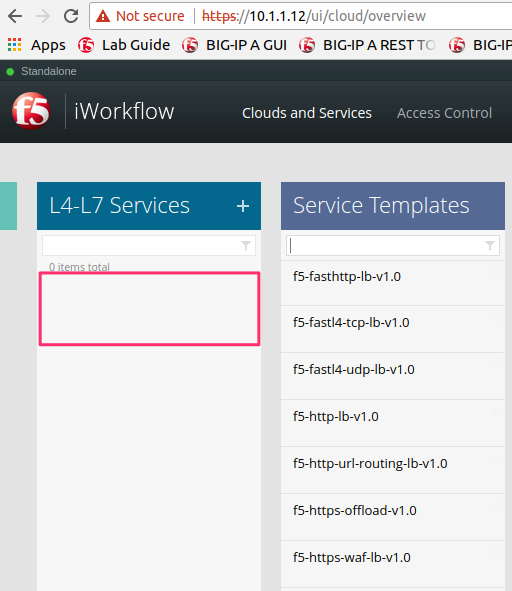 Not secure https://10.1.1.12/ui/cloud/overview
Apps Lab Guide BIG-IP A GUI BIG-IP A REST TO BIG-IP
Standalone
f5 iWorkflow Clouds and Services Access Control
L4-L7 Services +
0 items total
Service Templates
f5-fasthttp-lb-v1.0
f5-fastl4-tcp-lb-v1.0
f5-fastl4-udp-lb-v1.0
f5-http-lb-v1.0
f5-http-url-routing-lb-v1.0
f5-https-offload-v1.0
f5-https-waf-lb-v1.0